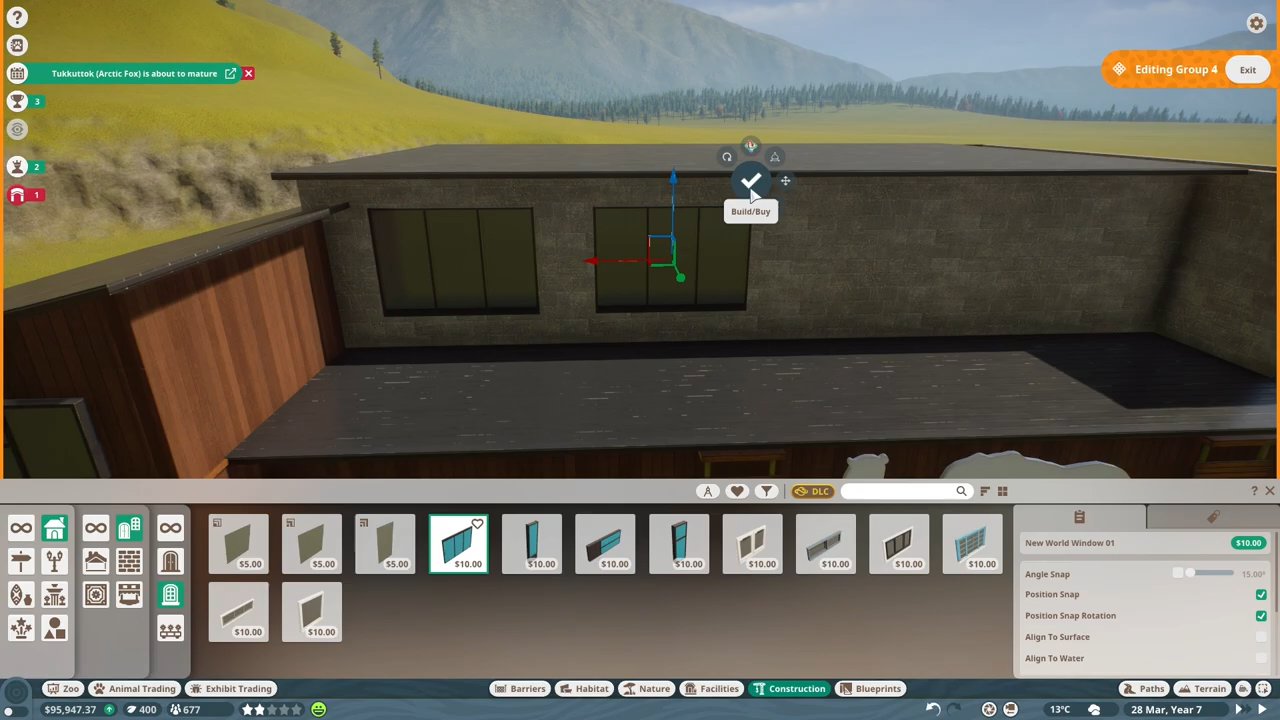 ?
Tukkuttok (Arctic Fox) is about to mature
3
2
1
Editing Group 4
Exit
Build/Buy
DLC
?
$5.00
$5.00
$5.00
$10.00
$10.00
$10.00
$10.00
$10.00
$10.00
$10.00
$10.00
$10.00
$10.00
New World Window 01
$10.00
Angle Snap
15.00°
Position Snap
Position Snap Rotation
Align To Surface
Align To Water
Zoo
Animal Trading
Exhibit Trading
Barriers
Habitat
Nature
Facilities
Construction
Blueprints
Paths
Terrain
$95,947.37
400
677
13°C
28 Mar, Year 7